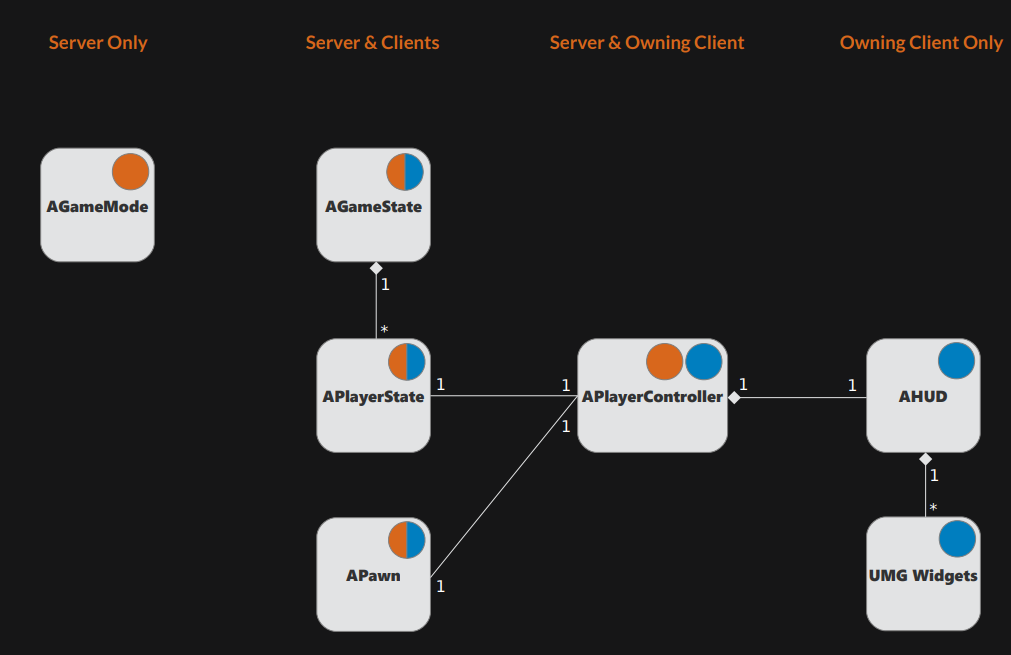 Server Only
Server & Clients
Server & Owning Client
Owning Client Only
AGameMode
AGameState
1
*
APlayerState
1
1
1
APlayerController
1
1
AHUD
1
*
APawn
1
UMG Widgets